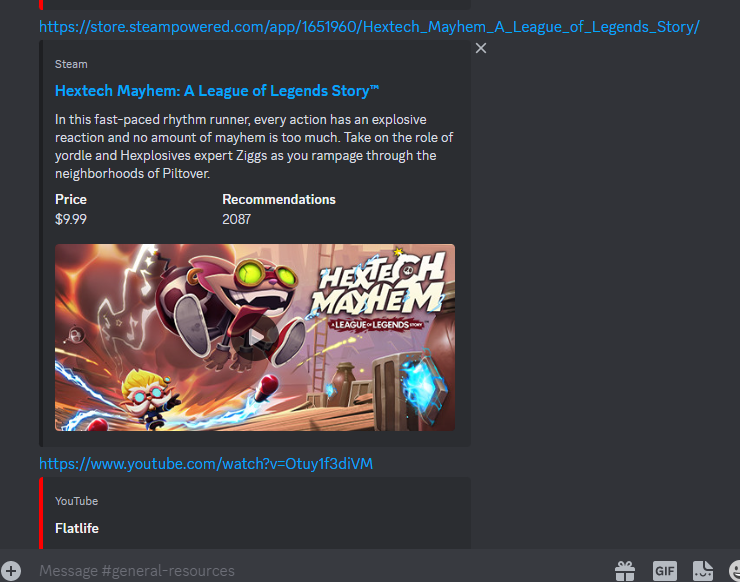 https://store.steampowered.com/app/1651960/Hextech_Mayhem_A_League_of_Legends_Story/
Steam
Hextech Mayhem: A League of Legends Story™
In this fast-paced rhythm runner, every action has an explosive
reaction and no amount of mayhem is too much. Take on the role of
yordle and Hexplosives expert Ziggs as you rampage through the
neighborhoods of Piltover.
Price Recommendations
$9.99 2087
HEXTECH
MAYHEM
A LEAGUE OF LEGENDS STORY
https://www.youtube.com/watch?v=Otuy1f3diVM
YouTube
Flatlife
Message #general-resources
GIF